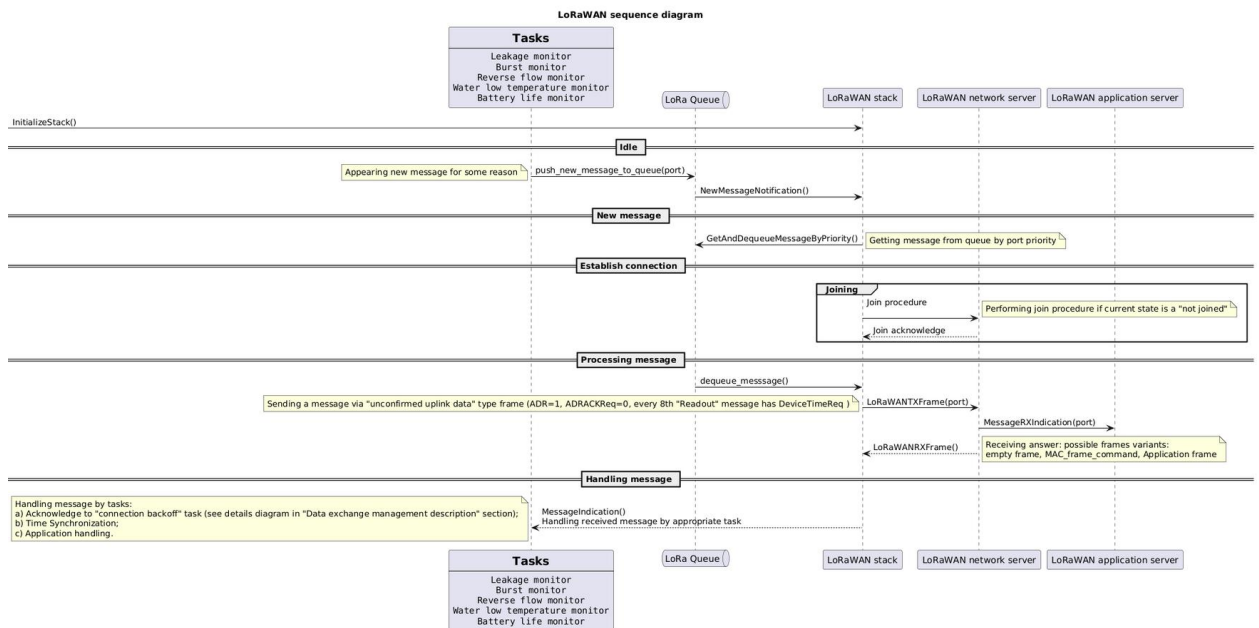 LoRaWAN sequence diagram
Tasks
Leakage monitor
Burst monitor
Reverse flow monitor
Water low temperature monitor
Battery life monitor
LoRa Queue
LoRaWAN stack
LoRaWAN network server
LoRaWAN application server
InitializeStack()
Idle
Appearing new message for some reason
push_new_message_to_queue(port)
NewMessageNotification()
New message
GetAndDequeueMessageByPriority()
Getting message from queue by port priority
Establish connection
Joining
Join procedure
Performing join procedure if current state is a "not joined"
Join acknowledge
Processing message
dequeue_messsage()
Sending a message via "unconfirmed uplink data" type frame (ADR=1, ADRACKReq=0, every 8th "Readout" message has DeviceTimeReq )
LoRaWANTXFrame(port)
MessageRXIndication(port)
LoRaWANRXFrame()
Receiving answer: possible frames variants:
empty frame, MAC_frame_command, Application frame
Handling message
Handling message by tasks:
a) Acknowledge to "connection backoff" task (see details diagram in "Data exchange management description" section);
b) Time Synchronization;
c) Application handling.
MessageIndication()
Handling received message by appropriate task
Tasks
Leakage monitor
Burst monitor
Reverse flow monitor
Water low temperature monitor
Battery life monitor
LoRa Queue
LoRaWAN stack
LoRaWAN network server
LoRaWAN application server